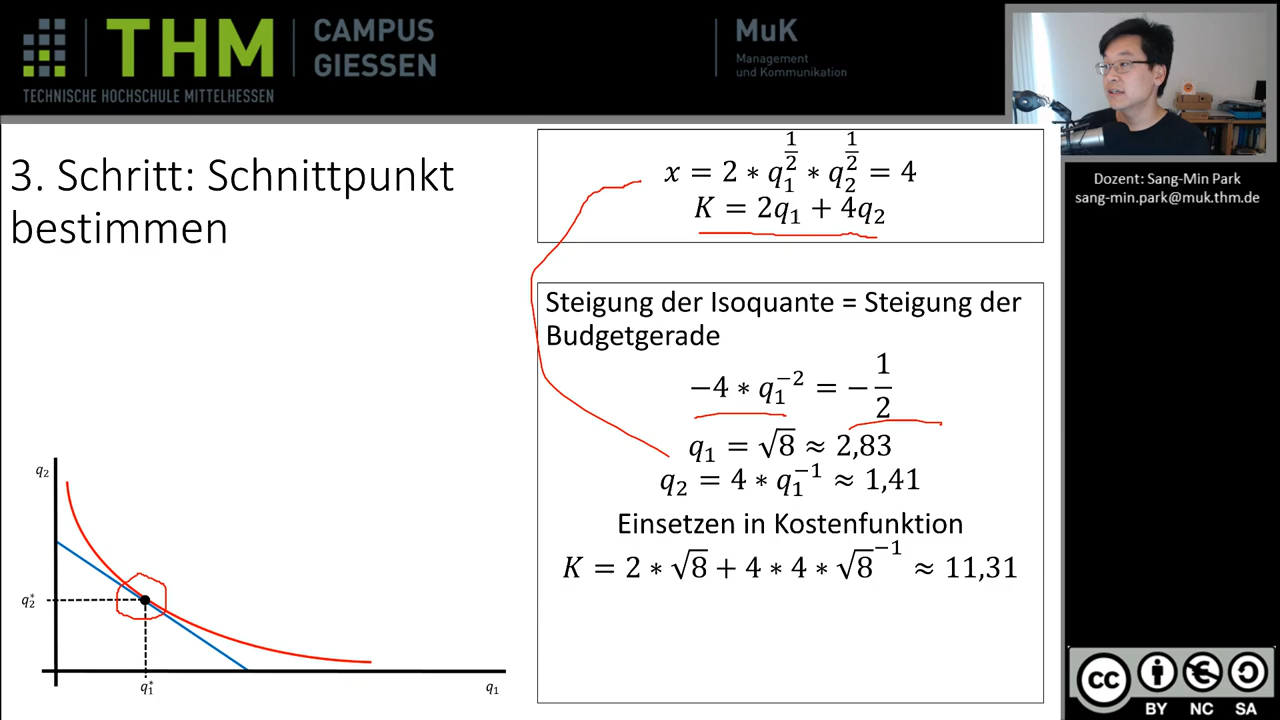 THM
CAMPUS
GIESSEN
TECHNISCHE HOCHSCHULE MITTELHESSEN
MuK
Management
und Kommunikation
Dozent: Sang-Min Park
sang-min.park@muk.thm.de
3. Schritt: Schnittpunkt
bestimmen
x = 2 ∗ q₁^(1/2) ∗ q₂^(1/2) = 4
K = 2q₁ + 4q₂
Steigung der Isoquante = Steigung der
Budgetgerade
−4 ∗ q₁⁻² = −1/2
q₁ = √8 ≈ 2,83
q₂ = 4 ∗ q₁⁻¹ ≈ 1,41
Einsetzen in Kostenfunktion
K = 2 ∗ √8 + 4 ∗ 4 ∗ √8⁻¹ ≈ 11,31
q₂
q₂*
q₁*
q₁
cc
BY NC SA